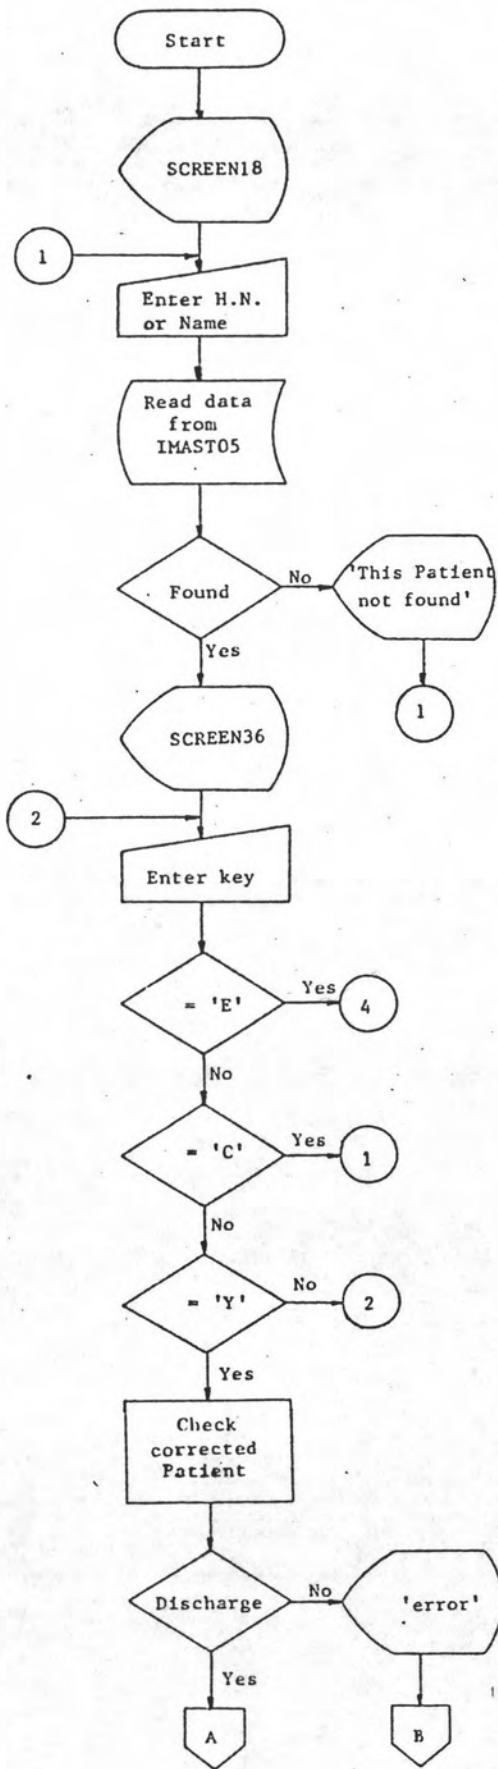 Start
SCREEN18
1
Enter H.N.
or Name
Read data
from
IMAST05
Found
No
'This Patient
not found'
Yes
1
SCREEN36
2
Enter key
= 'E'
Yes
4
No
= 'C'
Yes
1
No
= 'Y'
No
2
Yes
Check
corrected
Patient
Discharge
No
'error'
Yes
A
B